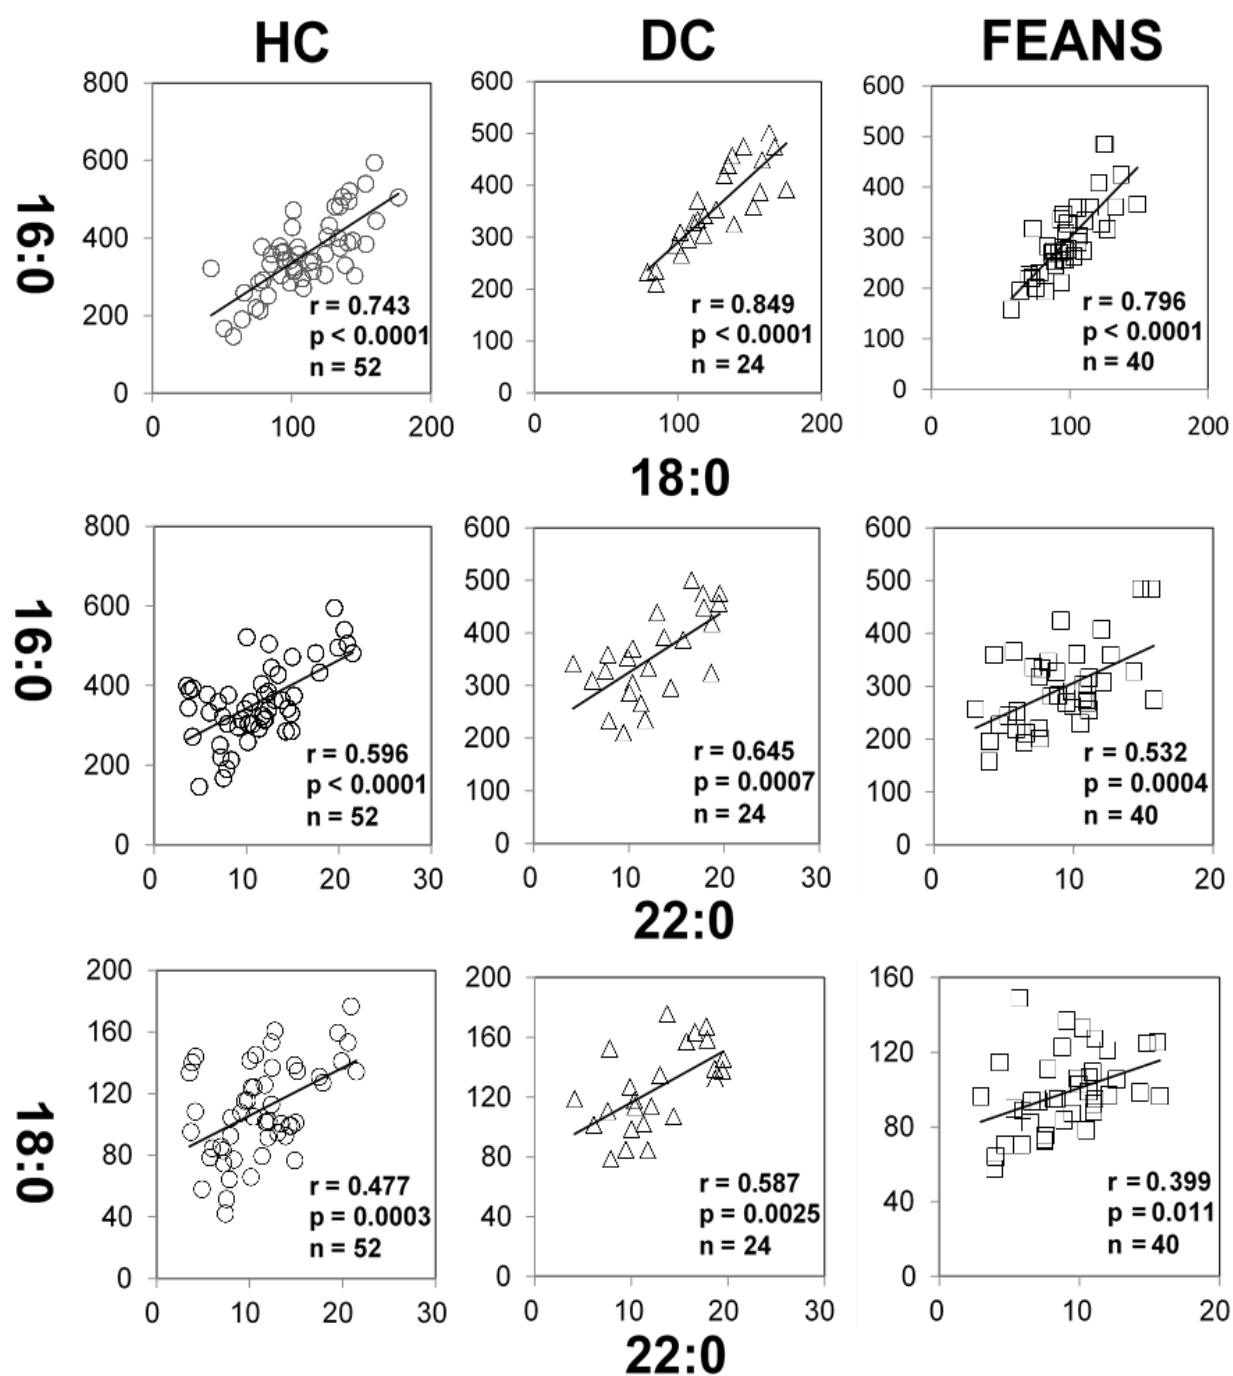 HC DC FEANS
16:0
800
600
400
200
0
r = 0.743
p < 0.0001
n = 52
0 100 200
600
500
400
300
200
100
0
r = 0.849
p < 0.0001
n = 24
0 100 200
600
500
400
300
200
100
0
r = 0.796
p < 0.0001
n = 40
0 100 200
18:0
16:0
800
600
400
200
0
r = 0.596
p < 0.0001
n = 52
0 10 20 30
600
500
400
300
200
100
0
r = 0.645
p = 0.0007
n = 24
0 10 20 30
600
500
400
300
200
100
0
r = 0.532
p = 0.0004
n = 40
0 10 20
22:0
18:0
200
160
120
80
40
0
r = 0.477
p = 0.0003
n = 52
0 10 20 30
200
160
120
80
40
0
r = 0.587
p = 0.0025
n = 24
0 10 20 30
160
120
80
40
0
r = 0.399
p = 0.011
n = 40
0 10 20
22:0